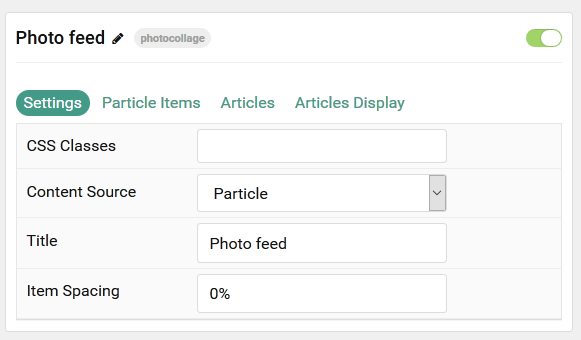 Photo feed photocollage
Settings Particle Items Articles Articles Display
CSS Classes
Content Source Particle
Title Photo feed
Item Spacing 0%